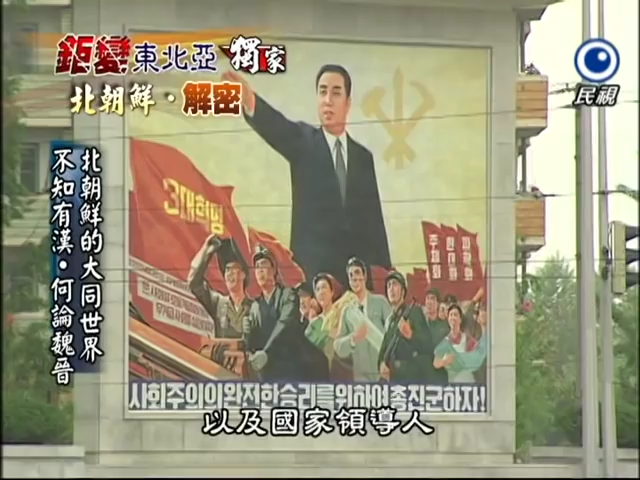 鉅變東北亞 獨家
北朝鮮·解密
民視
北朝鮮的大同世界
不知有漢·何論魏晉
3대혁명
사회주의의완전한승리를위하여총진군하자!
以及國家領導人